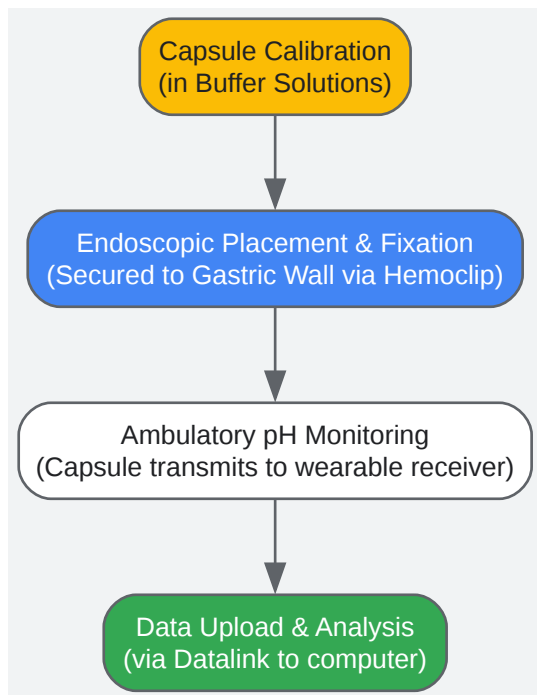 Capsule Calibration
(in Buffer Solutions)
Endoscopic Placement & Fixation
(Secured to Gastric Wall via Hemoclip)
Ambulatory pH Monitoring
(Capsule transmits to wearable receiver)
Data Upload & Analysis
(via Datalink to computer)